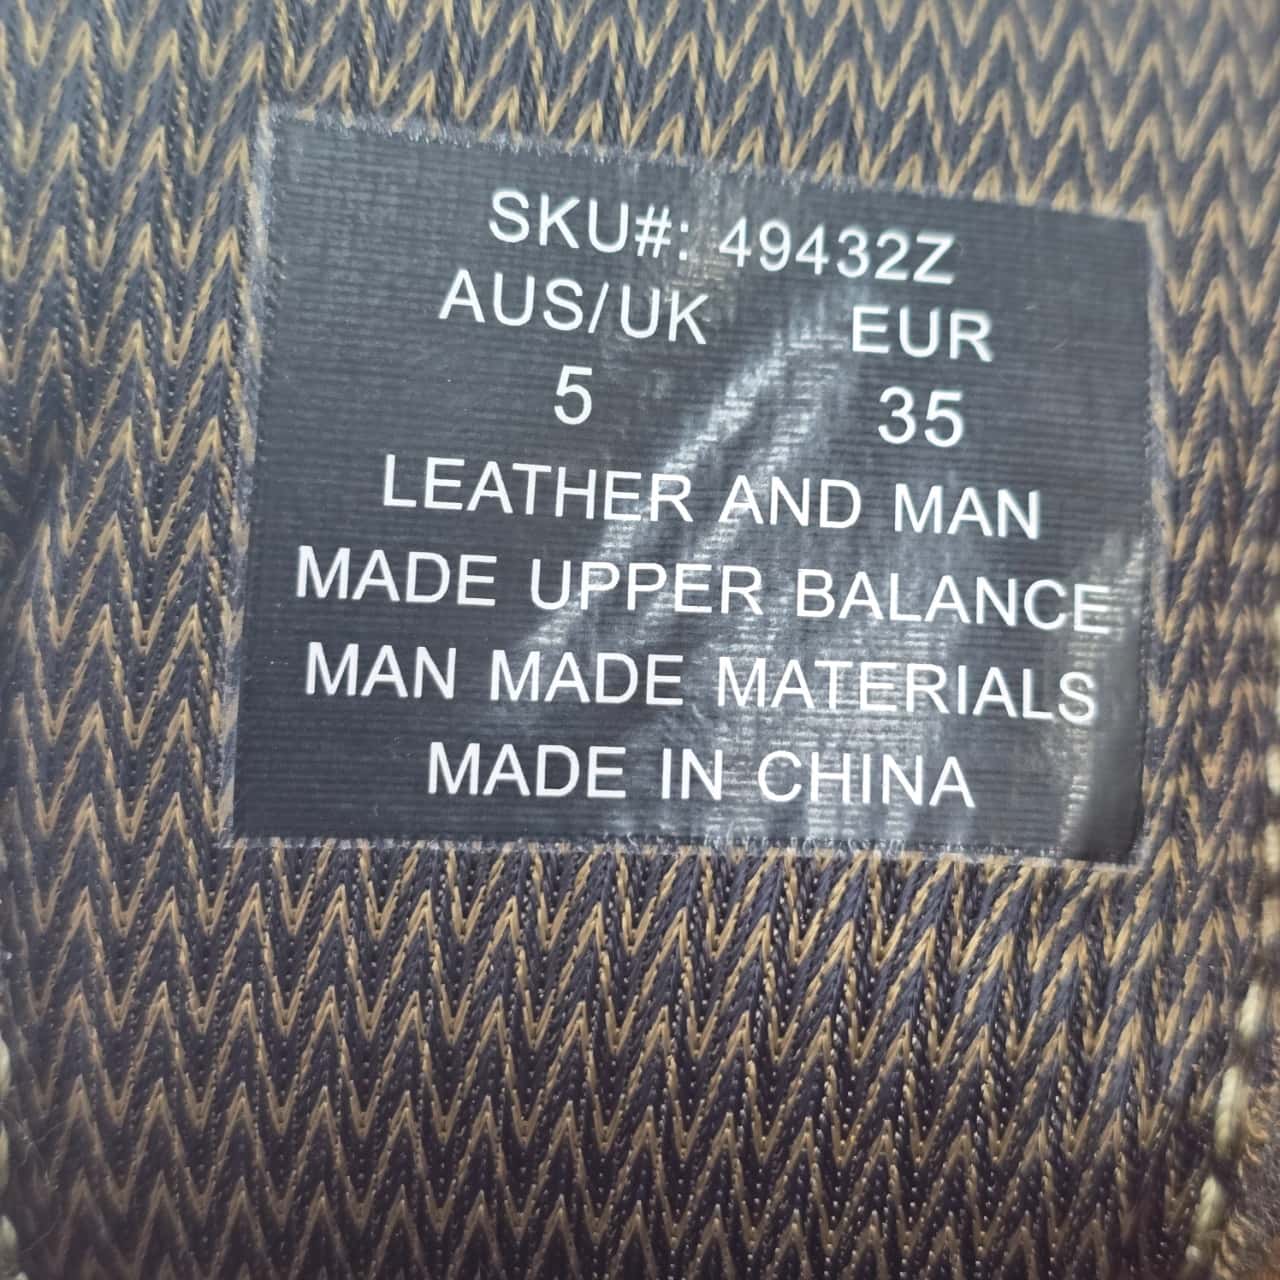 SKU#: 49432Z
AUS/UK EUR
5 35
LEATHER AND MAN
MADE UPPER BALANCE
MAN MADE MATERIALS
MADE IN CHINA